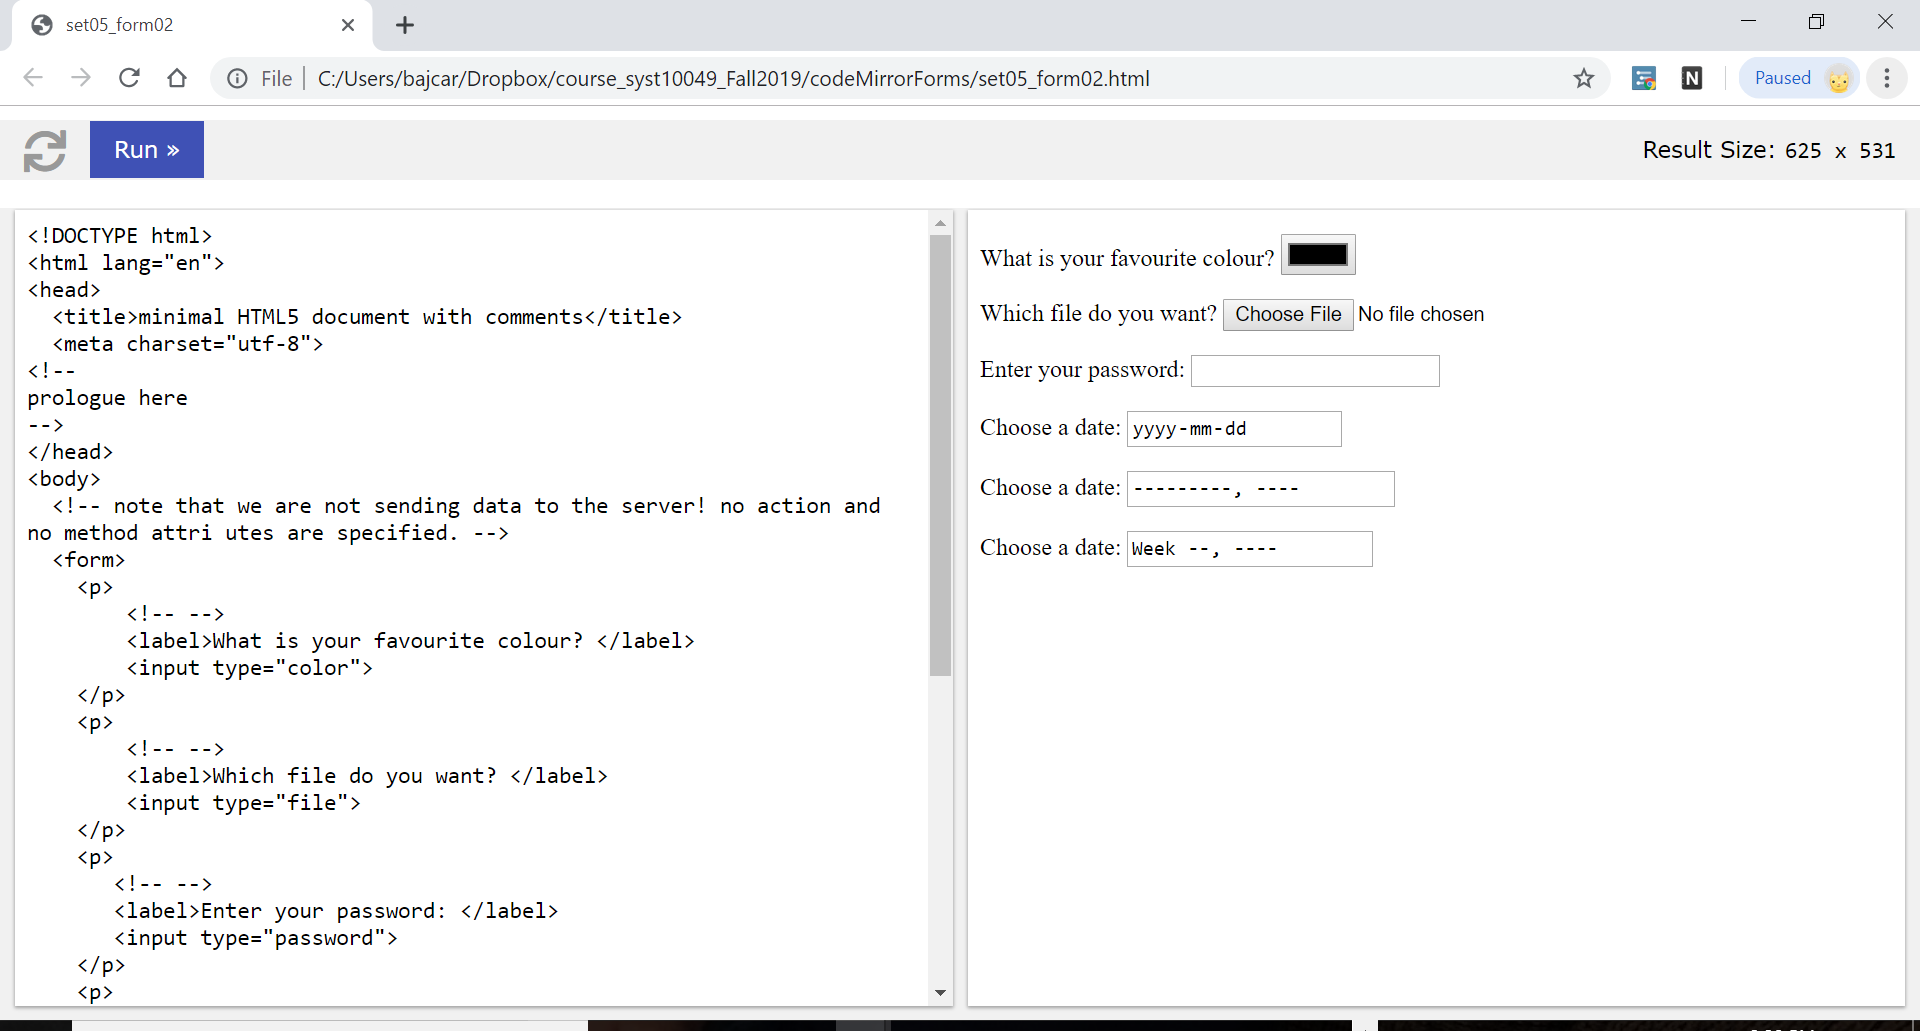 set05_form02
File
C:/Users/bajcar/Dropbox/course_syst10049_Fall2019/codeMirrorForms/set05_form02.html
N
Paused
Run »
Result Size: 625 x 531
<!DOCTYPE html>
<html lang="en">
<head>
  <title>minimal HTML5 document with comments</title>
  <meta charset="utf-8">
<!--
prologue here
-->
</head>
<body>
  <!-- note that we are not sending data to the server! no action and
no method attri utes are specified. -->
  <form>
    <p>
        <!-- -->
        <label>What is your favourite colour? </label>
        <input type="color">
    </p>
    <p>
        <!-- -->
        <label>Which file do you want? </label>
        <input type="file">
    </p>
    <p>
       <!-- -->
       <label>Enter your password: </label>
       <input type="password">
    </p>
    <p>
What is your favourite colour?
Which file do you want? Choose File No file chosen
Enter your password:
Choose a date: yyyy-mm-dd
Choose a date: ---------, ----
Choose a date: Week --, ----